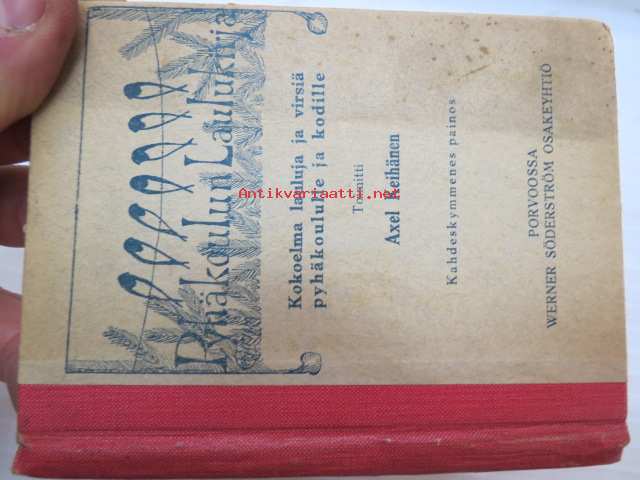 Pyhäkoulun Laulukirja
Kokoelma lauluja ja virsiä
pyhäkoululle ja kodille
Toimitti
Axel Keihänen
Kahdeskymmenes painos
PORVOOSSA
WERNER SÖDERSTRÖM OSAKEYHTIÖ
Antikvariaatti.net